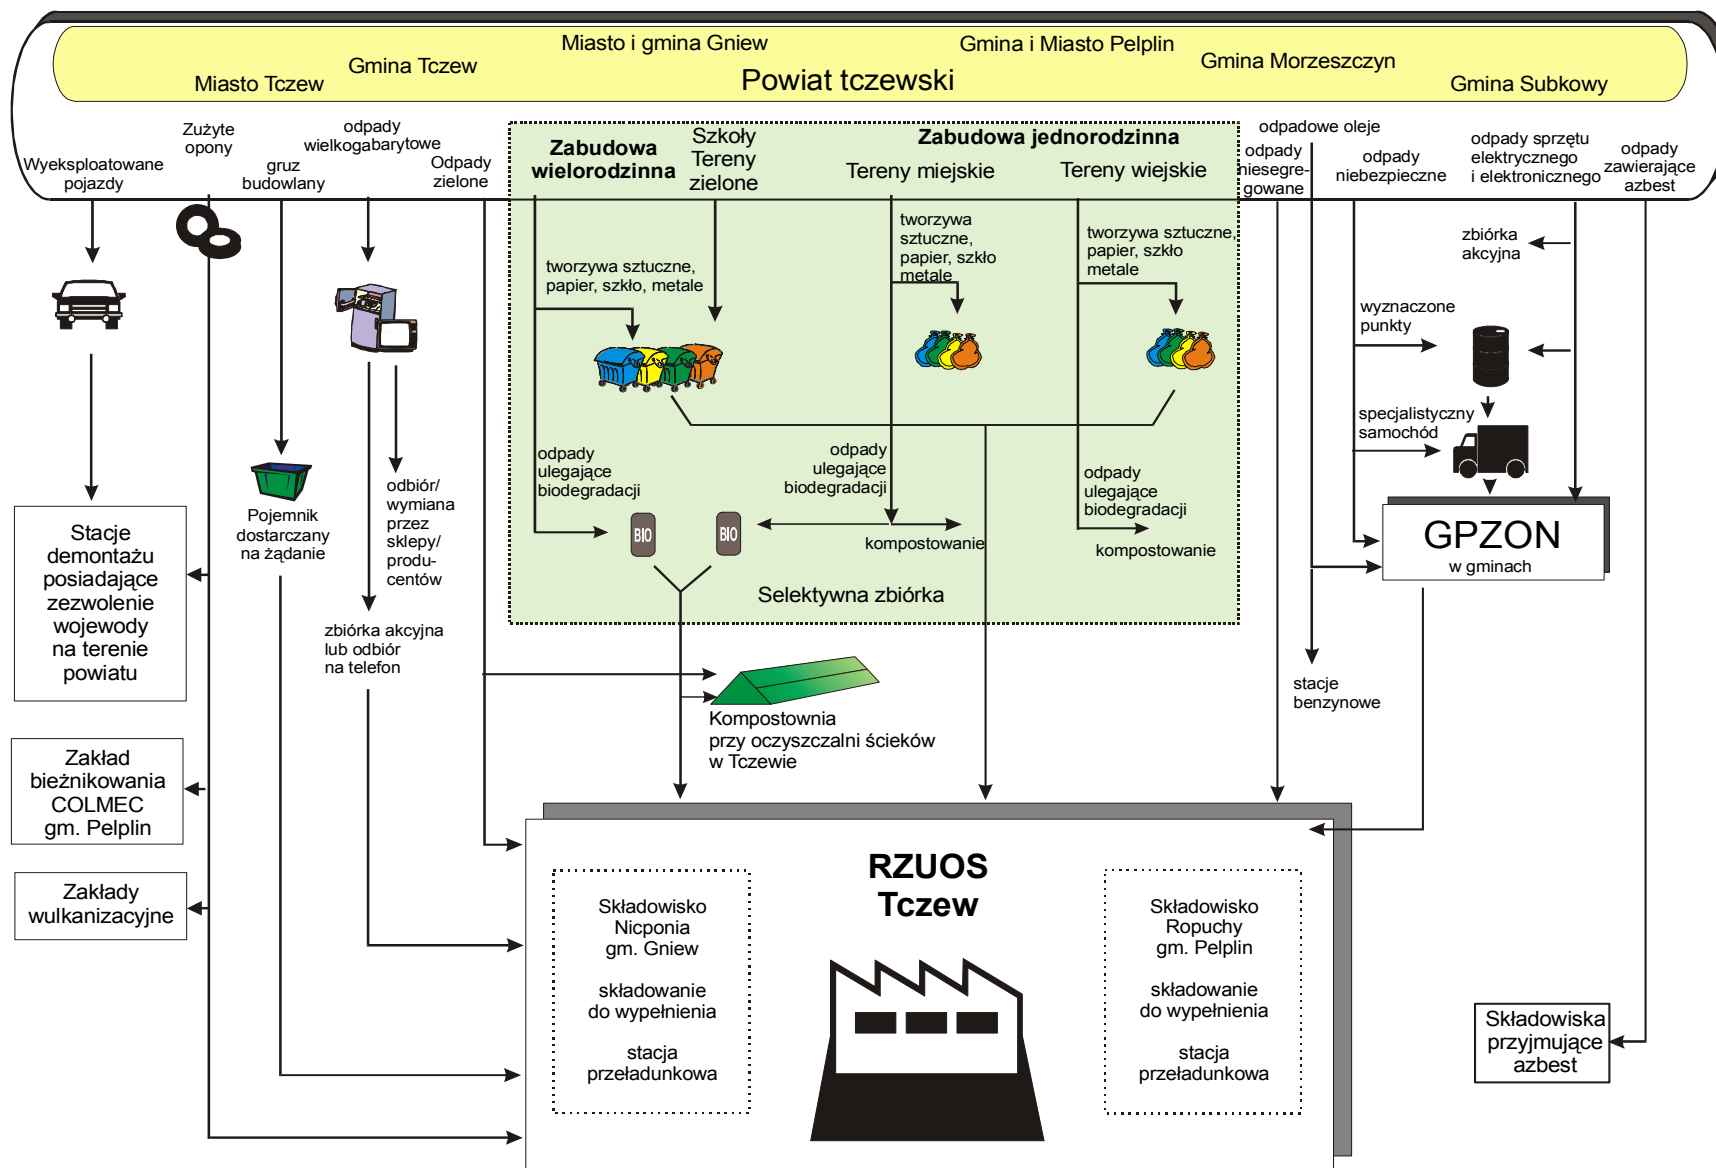 Miasto i gmina Gniew
Gmina i Miasto Pelplin
Gmina Tczew
Gmina Morzeszczyn
Miasto Tczew
Powiat tczewski
Gmina Subkowy
Wyeksploatowane
pojazdy
Zużyte
opony
gruz
budowlany
odpady
wielkogabarytowe
Odpady
zielone
Zabudowa
wielorodzinna
Szkoły
Tereny
zielone
Zabudowa jednorodzinna
Tereny miejskie
Tereny wiejskie
odpadowe oleje
odpady
niesegre-
gowane
odpady
niebezpieczne
odpady sprzętu
elektrycznego
i elektronicznego
odpady
zawierające
azbest
tworzywa sztuczne,
papier, szkło, metale
tworzywa
sztuczne,
papier, szkło
metale
tworzywa sztuczne,
papier, szkło
metale
zbiórka
akcyjna
wyznaczone
punkty
specjalistyczny
samochód
odpady
ulegające
biodegradacji
odpady
ulegające
biodegradacji
odpady
ulegające
biodegradacji
BIO
BIO
kompostowanie
kompostowanie
Selektywna zbiórka
Pojemnik
dostarczany
na żądanie
odbiór/
wymiana
przez
sklepy/
produ-
centów
zbiórka akcyjna
lub odbiór
na telefon
GPZON
w gminach
stacje
benzynowe
Stacje
demontażu
posiadające
zezwolenie
wojewody
na terenie
powiatu
Kompostownia
przy oczyszczalni ścieków
w Tczewie
Zakład
bieżnikowania
COLMEC
gm. Pelplin
Zakłady
wulkanizacyjne
RZUOS
Tczew
Składowisko
Nicponia
gm. Gniew
składowanie
do wypełnienia
stacja
przeładunkowa
Składowisko
Ropuchy
gm. Pelplin
składowanie
do wypełnienia
stacja
przeładunkowa
Składowiska
przyjmujące
azbest